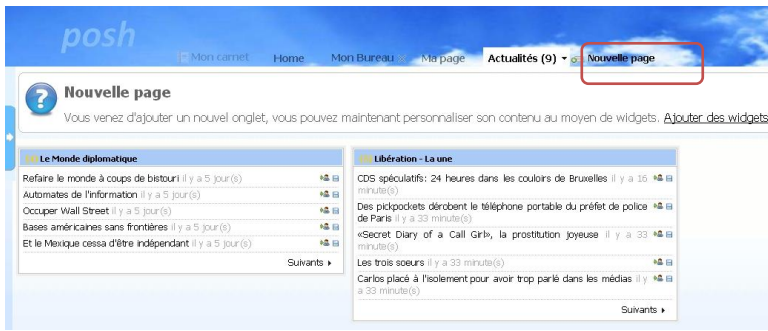 posh
Mon carnet Home Mon Bureau Ma page Actualités (9) Nouvelle page
Nouvelle page
Vous venez d'ajouter un nouvel onglet, vous pouvez maintenant personnaliser son contenu au moyen de widgets. Ajouter des widgets
Le Monde diplomatique
Refaire le monde à coups de bistouri il y a 5 jour(s)
Automates de l'information il y a 5 jour(s)
Occuper Wall Street il y a 5 jour(s)
Bases américaines sans frontières il y a 5 jour(s)
Et le Mexique cessa d'être indépendant il y a 5 jour(s)
Suivants
Libération - La une
CDS spéculatifs: 24 heures dans les couloirs de Bruxelles il y a 16
minute(s)
Des pickpockets dérobent le téléphone portable du préfet de police
de Paris il y a 33 minute(s)
«Secret Diary of a Call Girl», la prostitution joyeuse il y a 33
minute(s)
Les trois soeurs il y a 33 minute(s)
Carlos placé à l'isolement pour avoir trop parlé dans les médias il y
a 33 minute(s)
Suivants